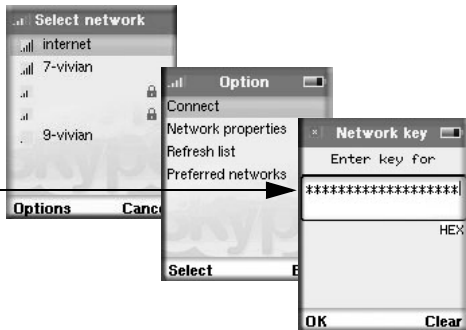 Select network
internet
7-vivian
9-vivian
Options
Option
Connect
Network properties
Refresh list
Preferred networks
Select
Network key
Enter key for
*******************
HEX
OK Clear